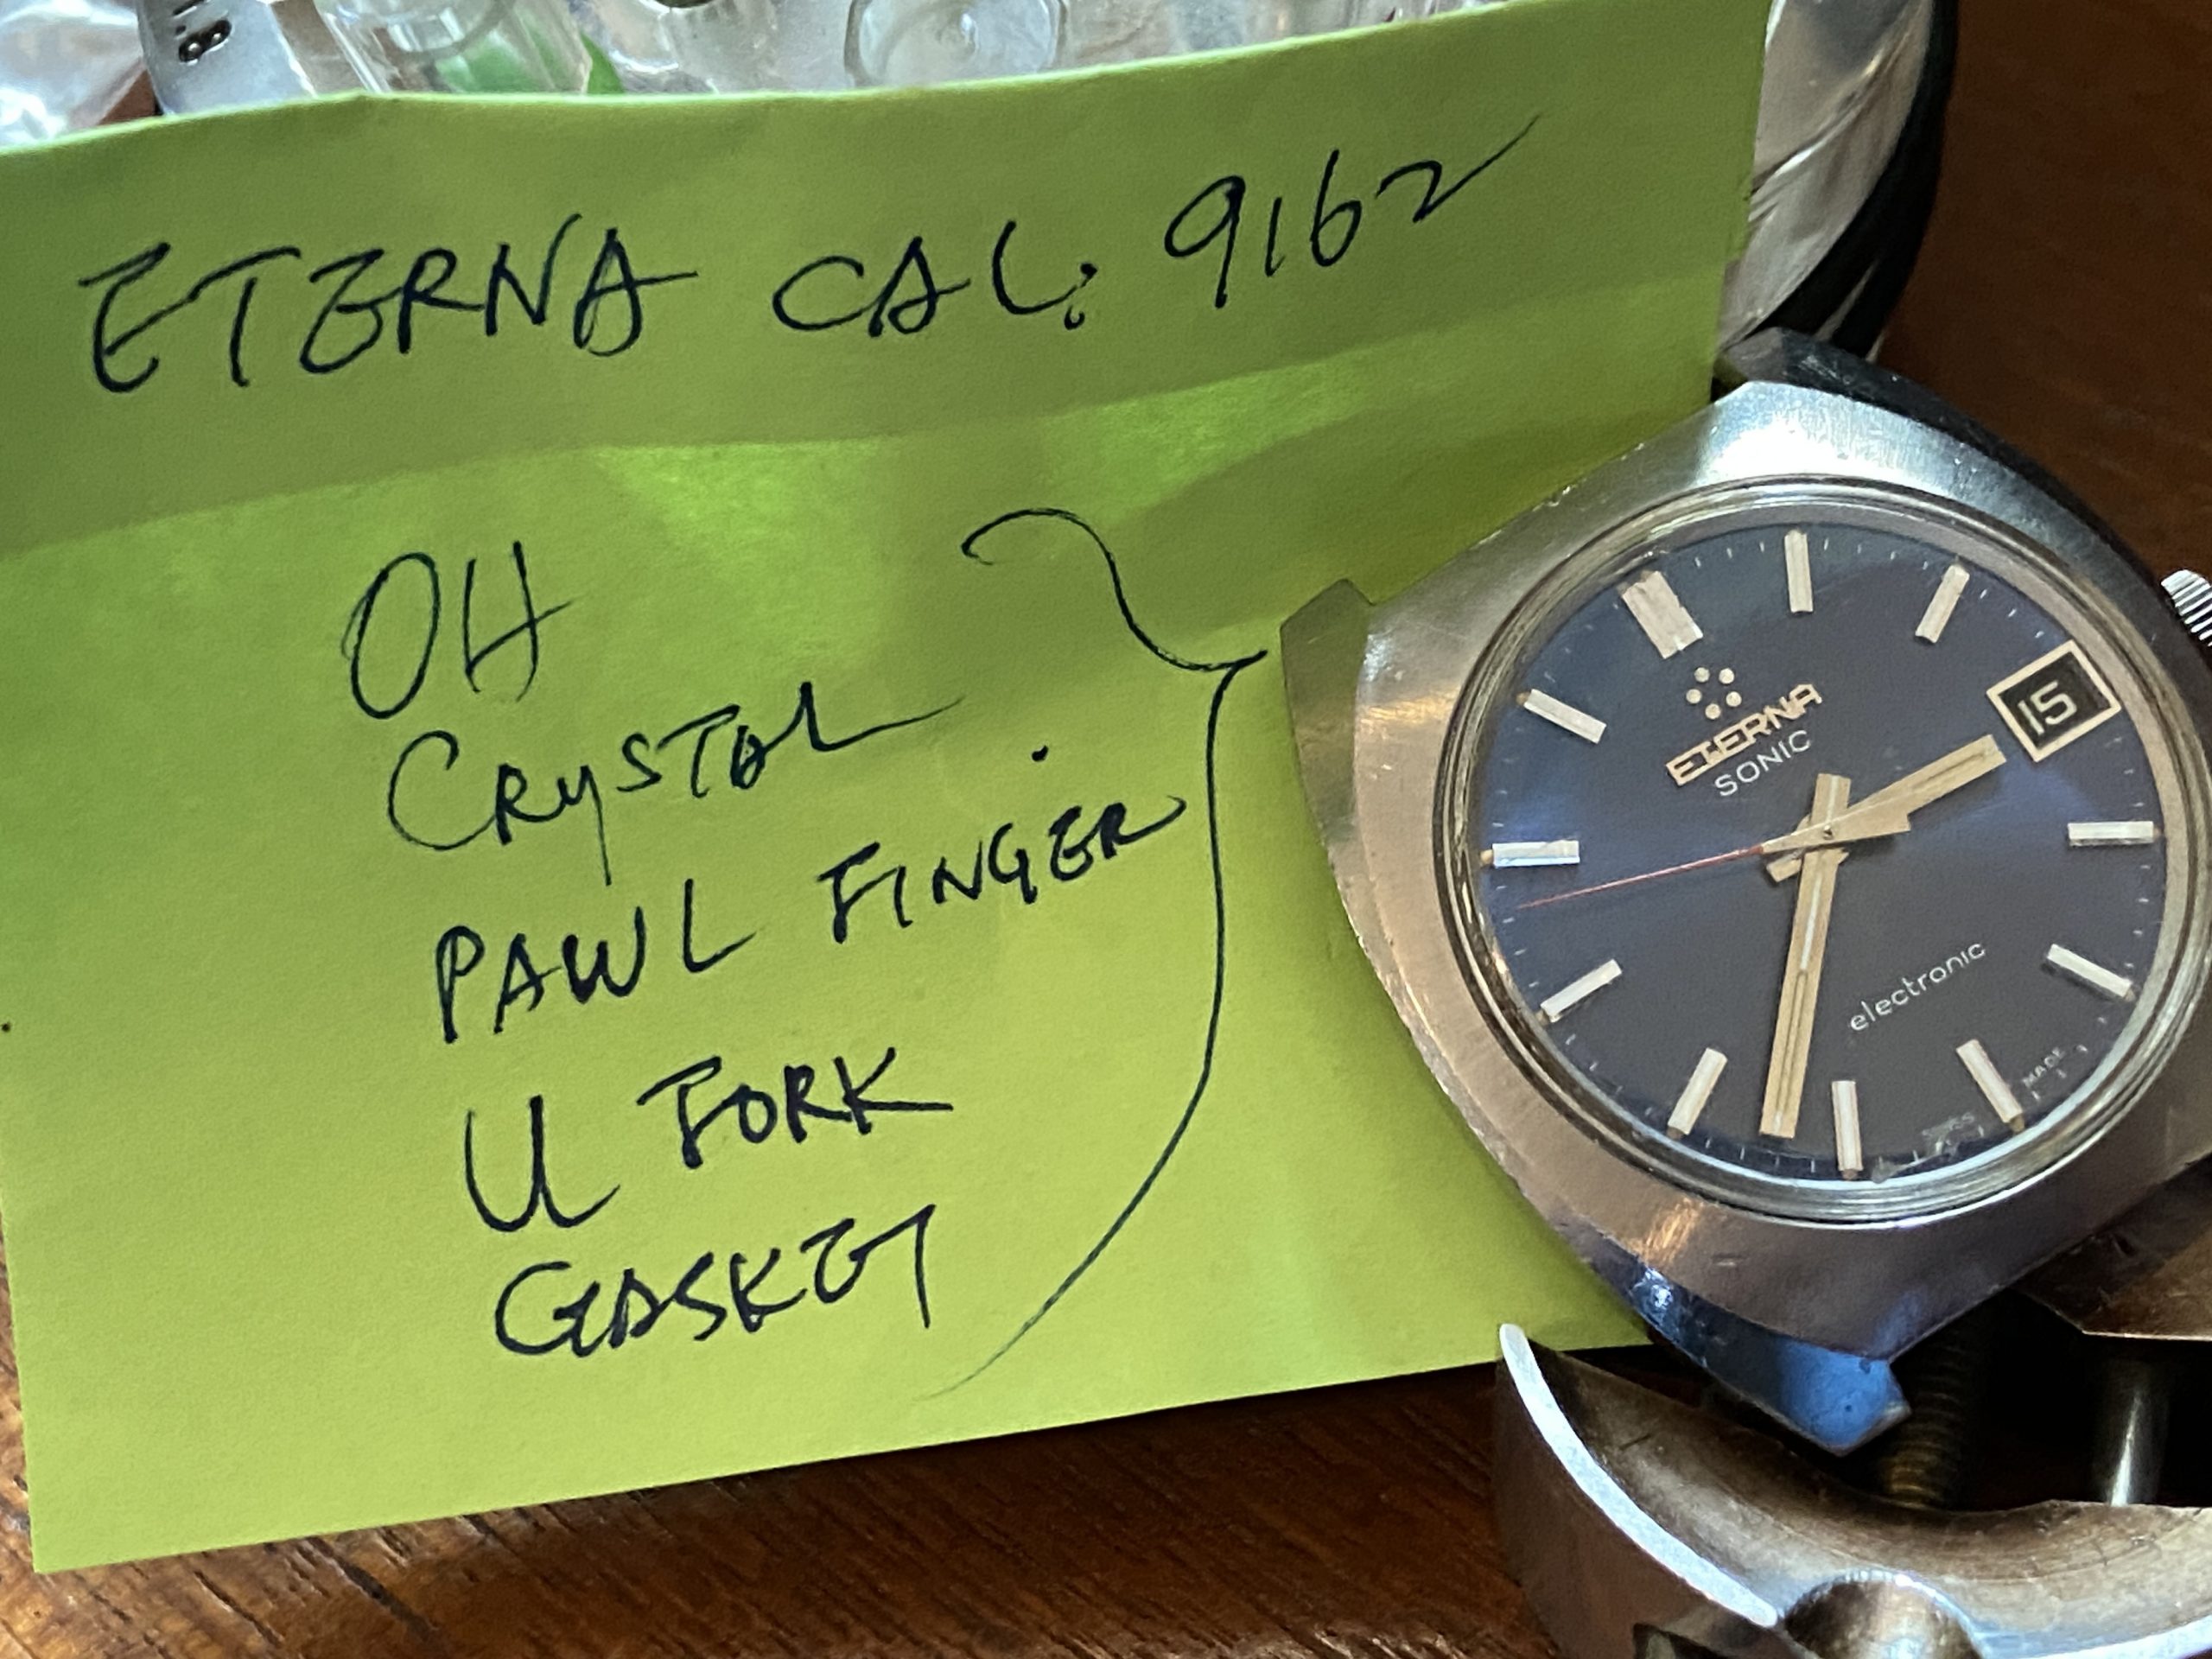 ETERNA CAL. 9162
OH
CRYSTAL
PAWL FINGER
U FORK
GASKET
15
ETERNA
SONIC
electronic
SWISS MADE